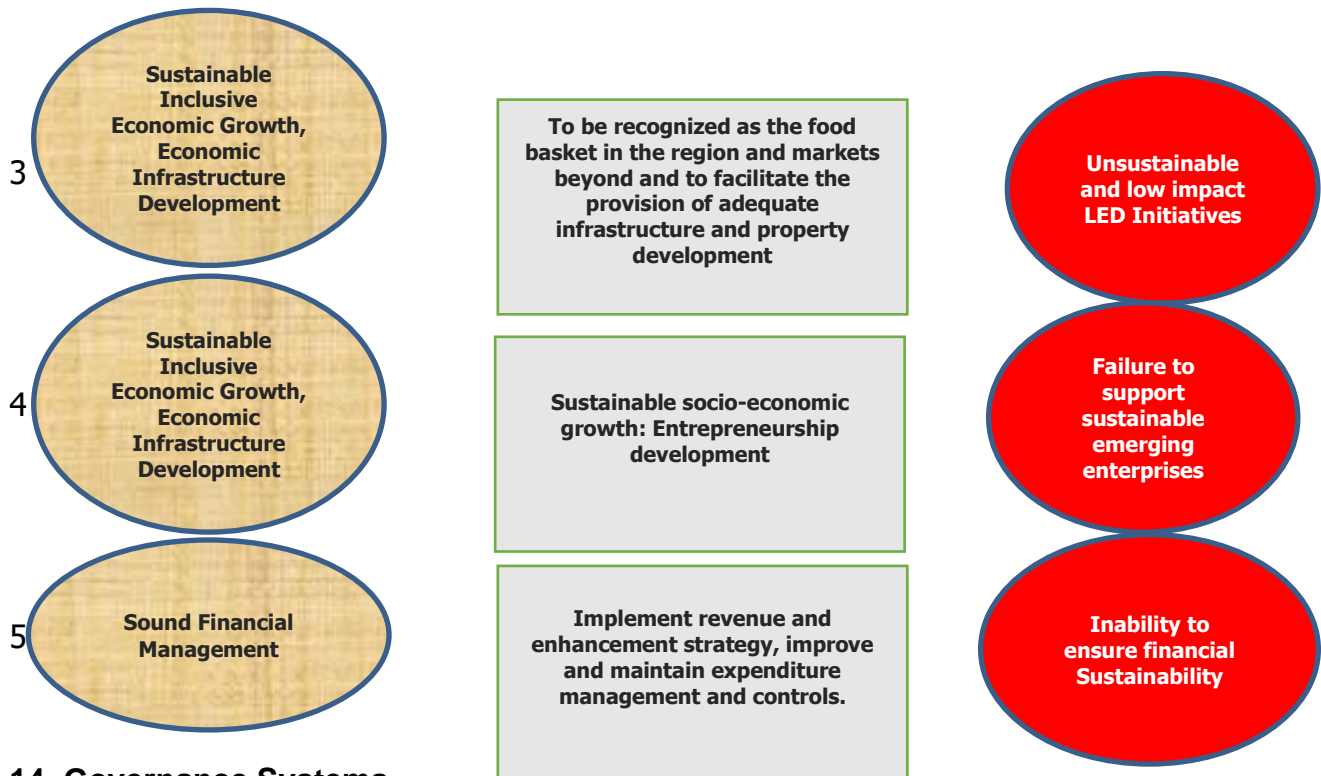 3
Sustainable
Inclusive
Economic Growth,
Economic
Infrastructure
Development
To be recognized as the food
basket in the region and markets
beyond and to facilitate the
provision of adequate
infrastructure and property
development
Unsustainable
and low impact
LED Initiatives
4
Sustainable
Inclusive
Economic Growth,
Economic
Infrastructure
Development
Sustainable socio-economic
growth: Entrepreneurship
development
Failure to
support
sustainable
emerging
enterprises
5
Sound Financial
Management
Implement revenue and
enhancement strategy, improve
and maintain expenditure
management and controls.
Inability to
ensure financial
Sustainability
14. Governance Systems